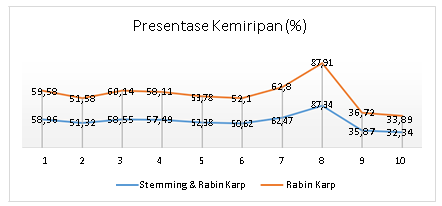 Presentase Kemiripan (%)
59,58 51,58 60,14 58,11 53,78 52,1 62,8 87,91 36,72 33,89
58,96 51,32 58,55 57,49 52,38 50,62 62,47 87,34 35,87 32,34
1 2 3 4 5 6 7 8 9 10
Stemming & Rabin Karp Rabin Karp